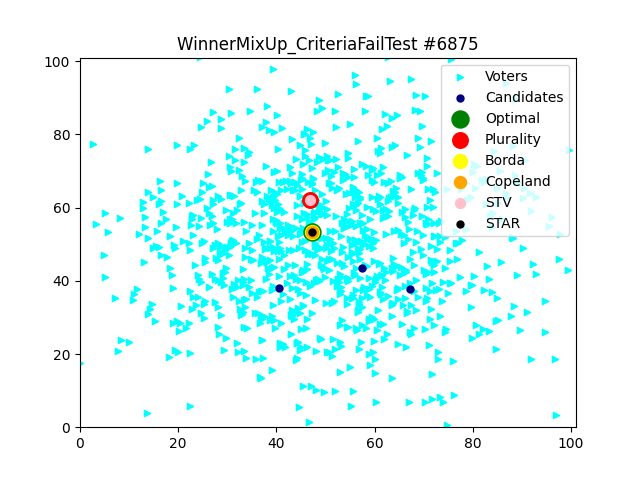 WinnerMixUp_CriteriaFailTest #6875
100
80
60
40
20
0
0 20 40 60 80 100
Voters
Candidates
Optimal
Plurality
Borda
Copeland
STV
STAR